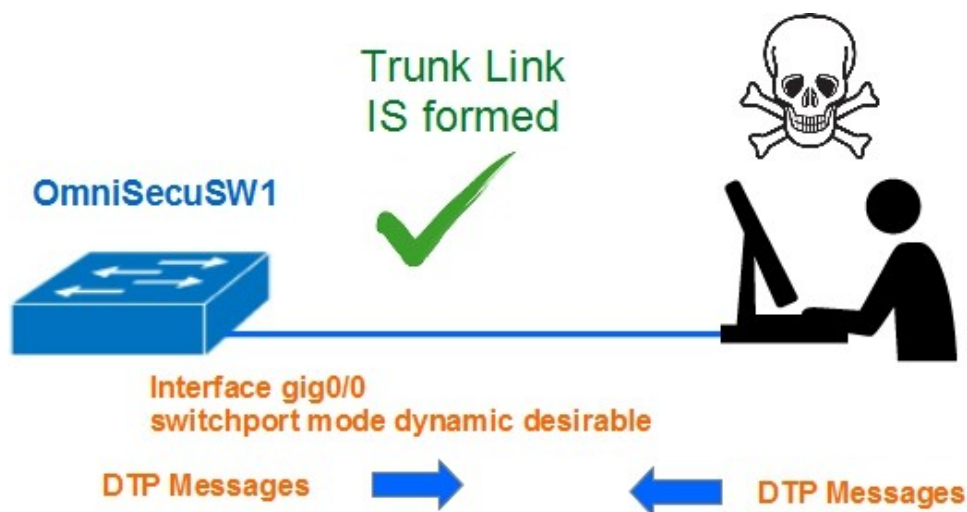 Trunk Link
IS formed
OmniSecuSW1
Interface gig0/0
switchport mode dynamic desirable
DTP Messages
DTP Messages